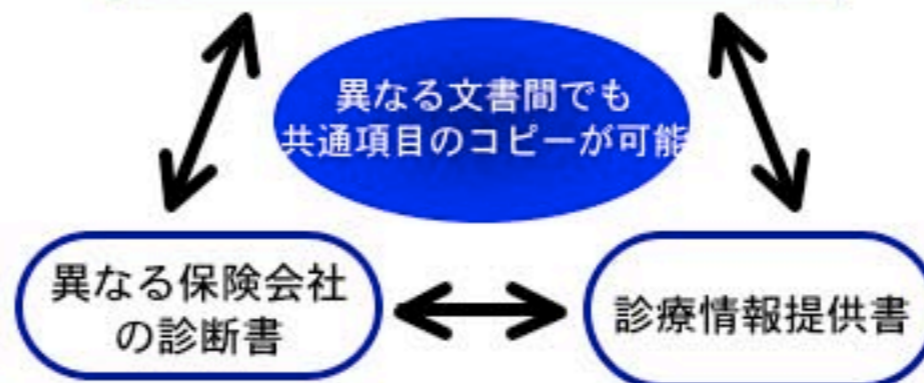 異なる文書間でも
共通項目のコピーが可能
異なる保険会社
の診断書
診療情報提供書